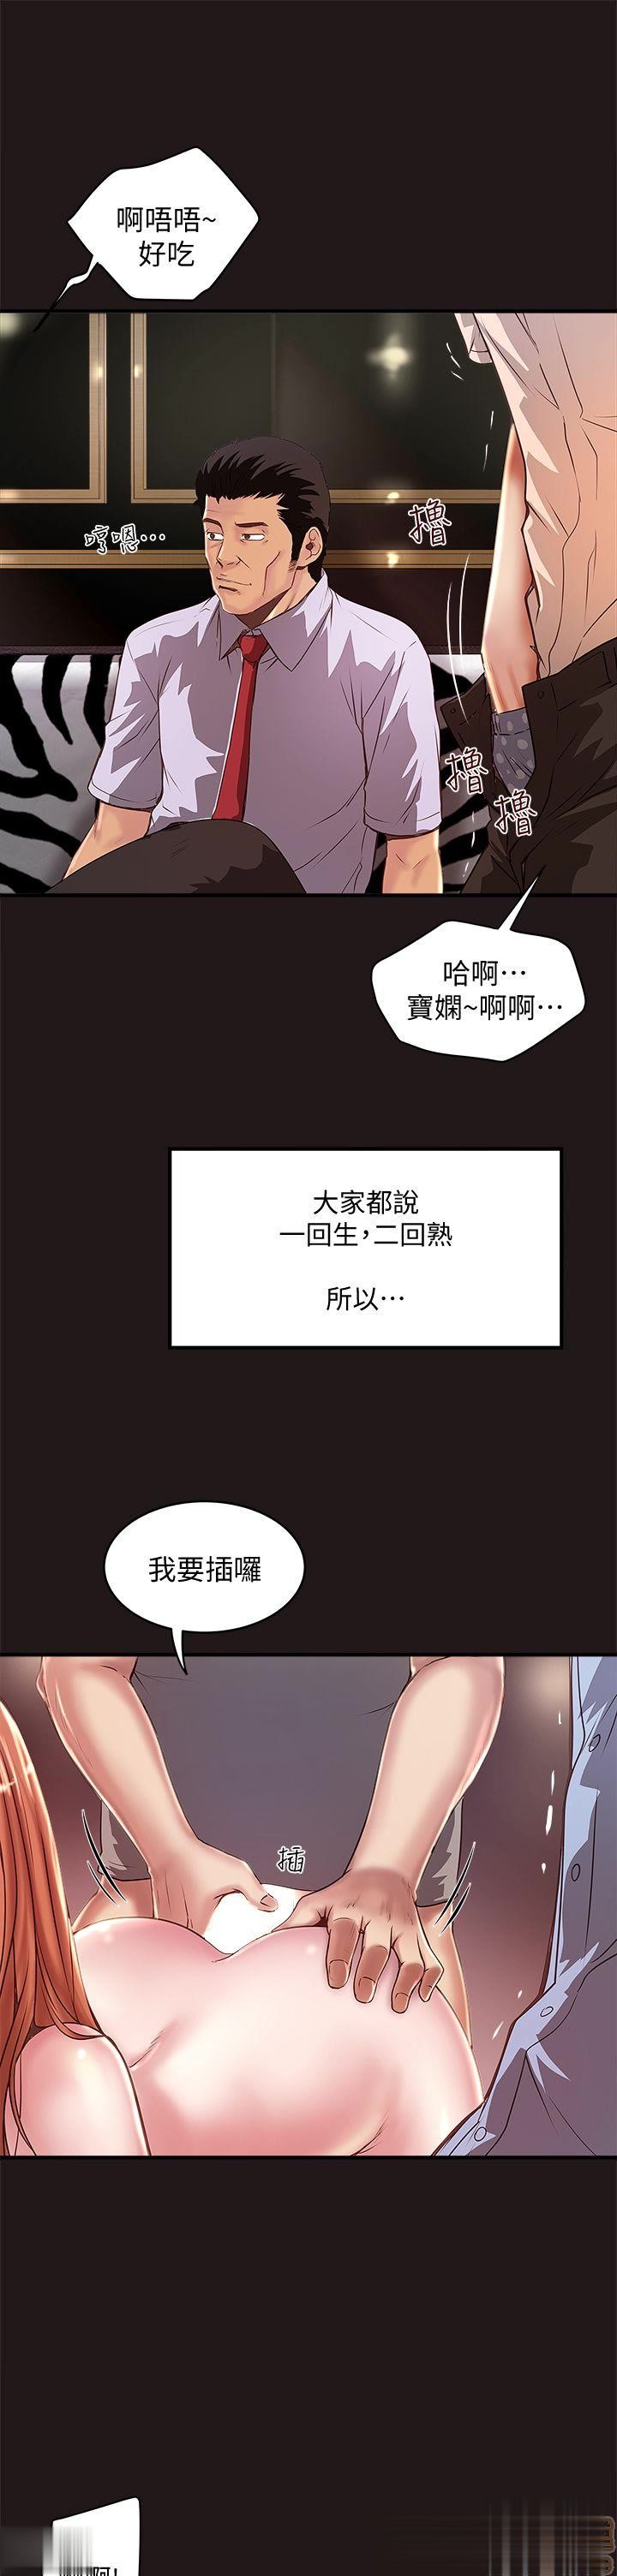 啊唔唔~
好吃
哼嗯…
擼
擼
擼
哈啊…
寶嫻~啊啊…
大家都說
一回生,二回熟
所以…
我要插囉
插
啊!